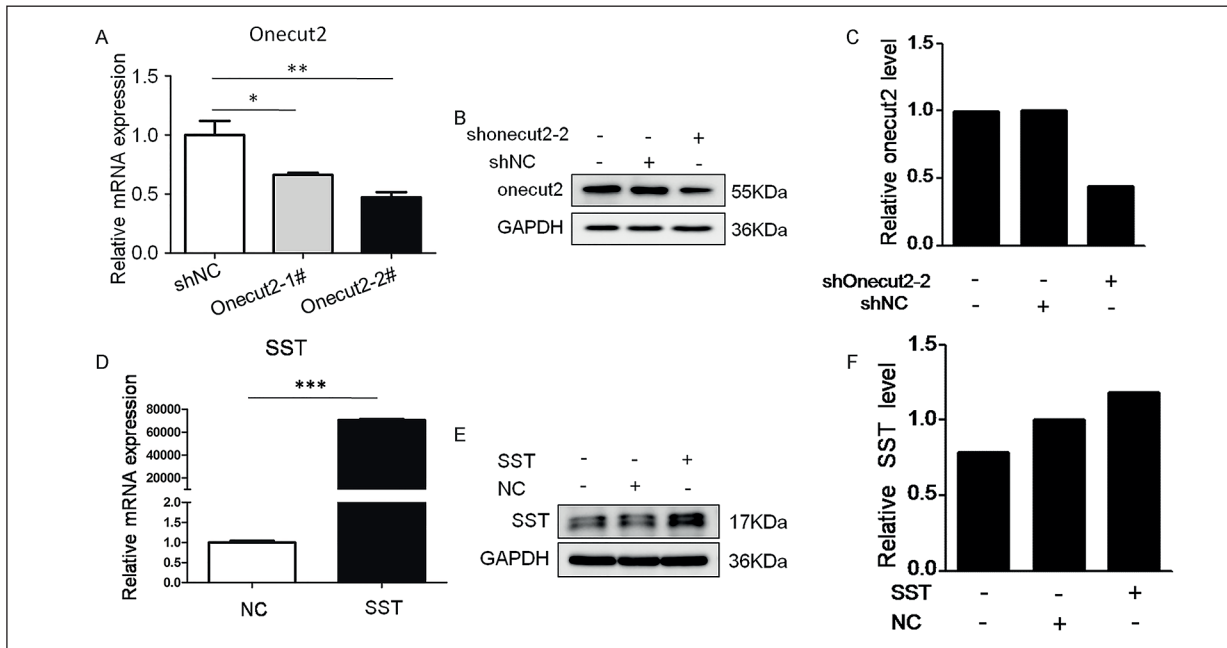 A
Onecut2
Relative mRNA expression
1.5
1.0
0.5
0.0
**
*
shNC
Onecut2-1#
Onecut2-2#
B
shonecut2-2 - - +
shNC - + -
onecut2 55KDa
GAPDH 36KDa
C
Relative onecut2 level
1.5
1.0
0.5
0.0
shOnecut2-2 - - +
shNC - + -
D
SST
Relative mRNA expression
***
80000
60000
40000
20000
2.0
1.5
1.0
0.5
0.0
NC
SST
E
SST - - +
NC - + -
SST 17KDa
GAPDH 36KDa
F
Relative SST level
1.5
1.0
0.5
0.0
SST - - +
NC - + -